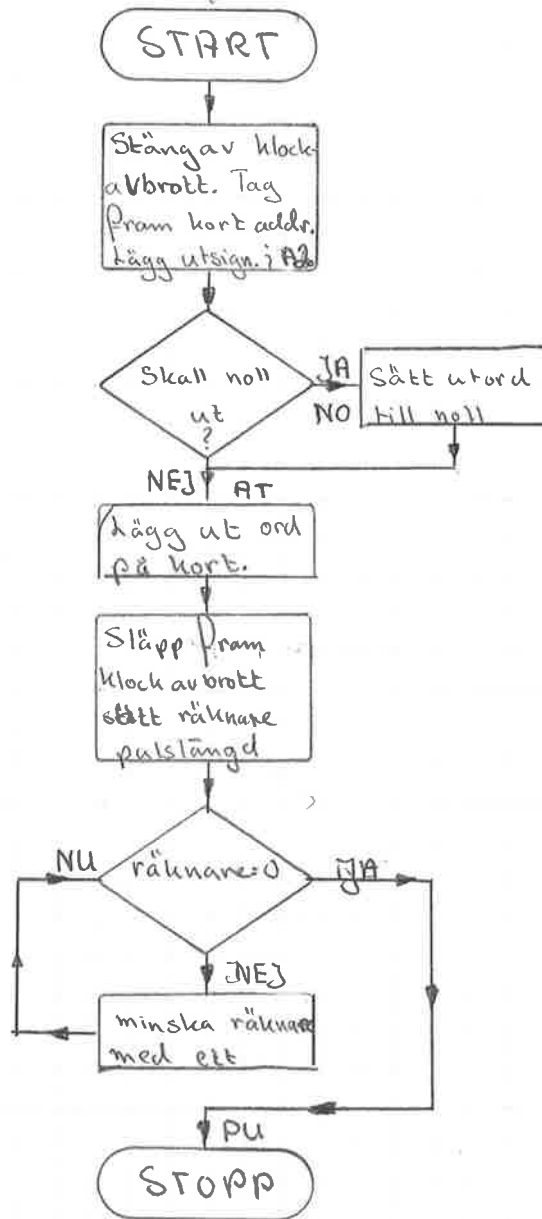 START
Stäng av klock-
avbrott. Tag
fram kort addr.
Lägg utsign. i
Skall noll
ut
?
JA
NO
Sätt utord
till noll
NEJ
AT
Lägg ut ord
på kort.
Släpp fram
klock avbrott
sätt räknare
pulslängd
räknare=0
NU
JA
NEJ
minska räknare
med ett
PU
STOPP